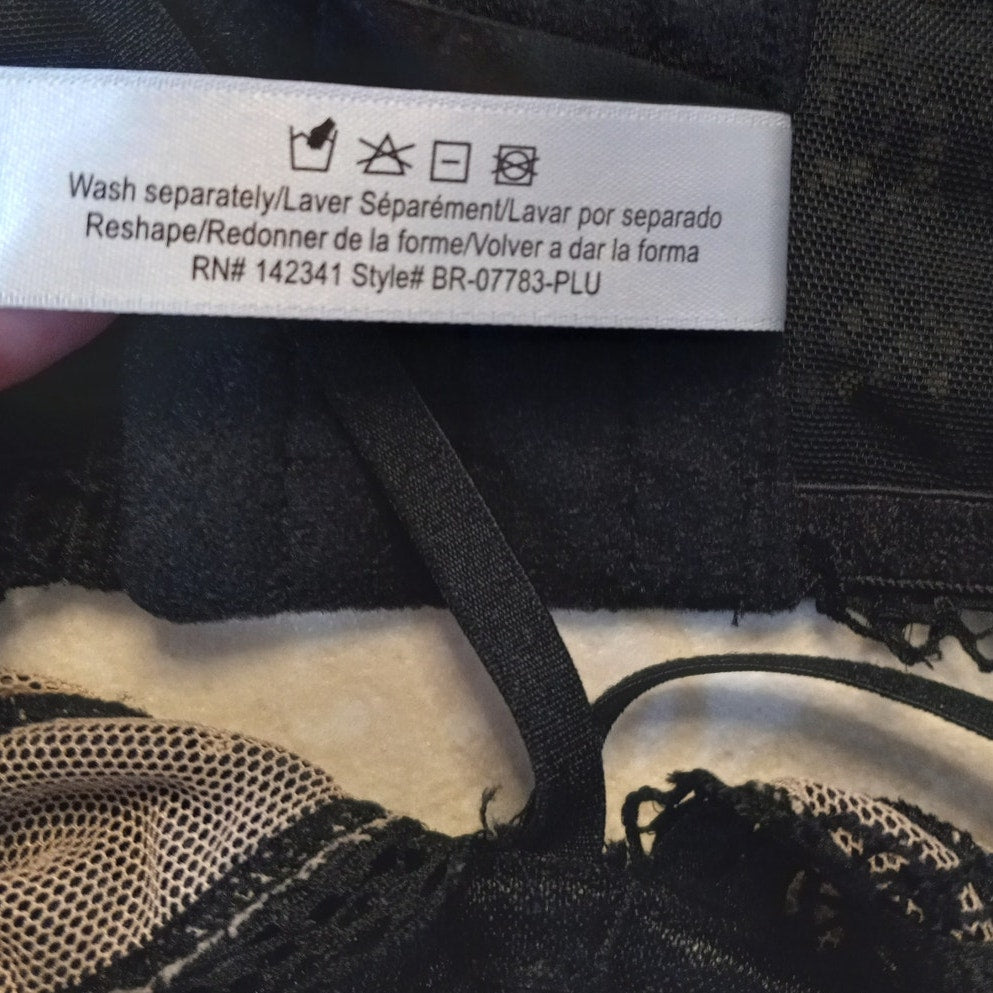 Wash separately/Laver Séparément/Lavar por separado
Reshape/Redonner de la forme/Volver a dar la forma
RN# 142341 Style# BR-07783-PLU